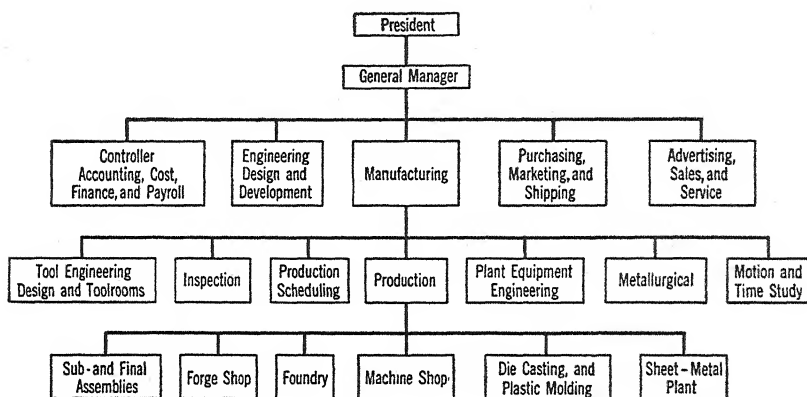 President
General Manager
Controller
Accounting, Cost,
Finance, and Payroll
Engineering
Design and
Development
Manufacturing
Purchasing,
Marketing, and
Shipping
Advertising,
Sales, and
Service
Tool Engineering
Design and Toolrooms
Inspection
Production
Scheduling
Production
Plant Equipment
Engineering
Metallurgical
Motion and
Time Study
Sub- and Final
Assemblies
Forge Shop
Foundry
Machine Shop
Die Casting, and
Plastic Molding
Sheet-Metal
Plant